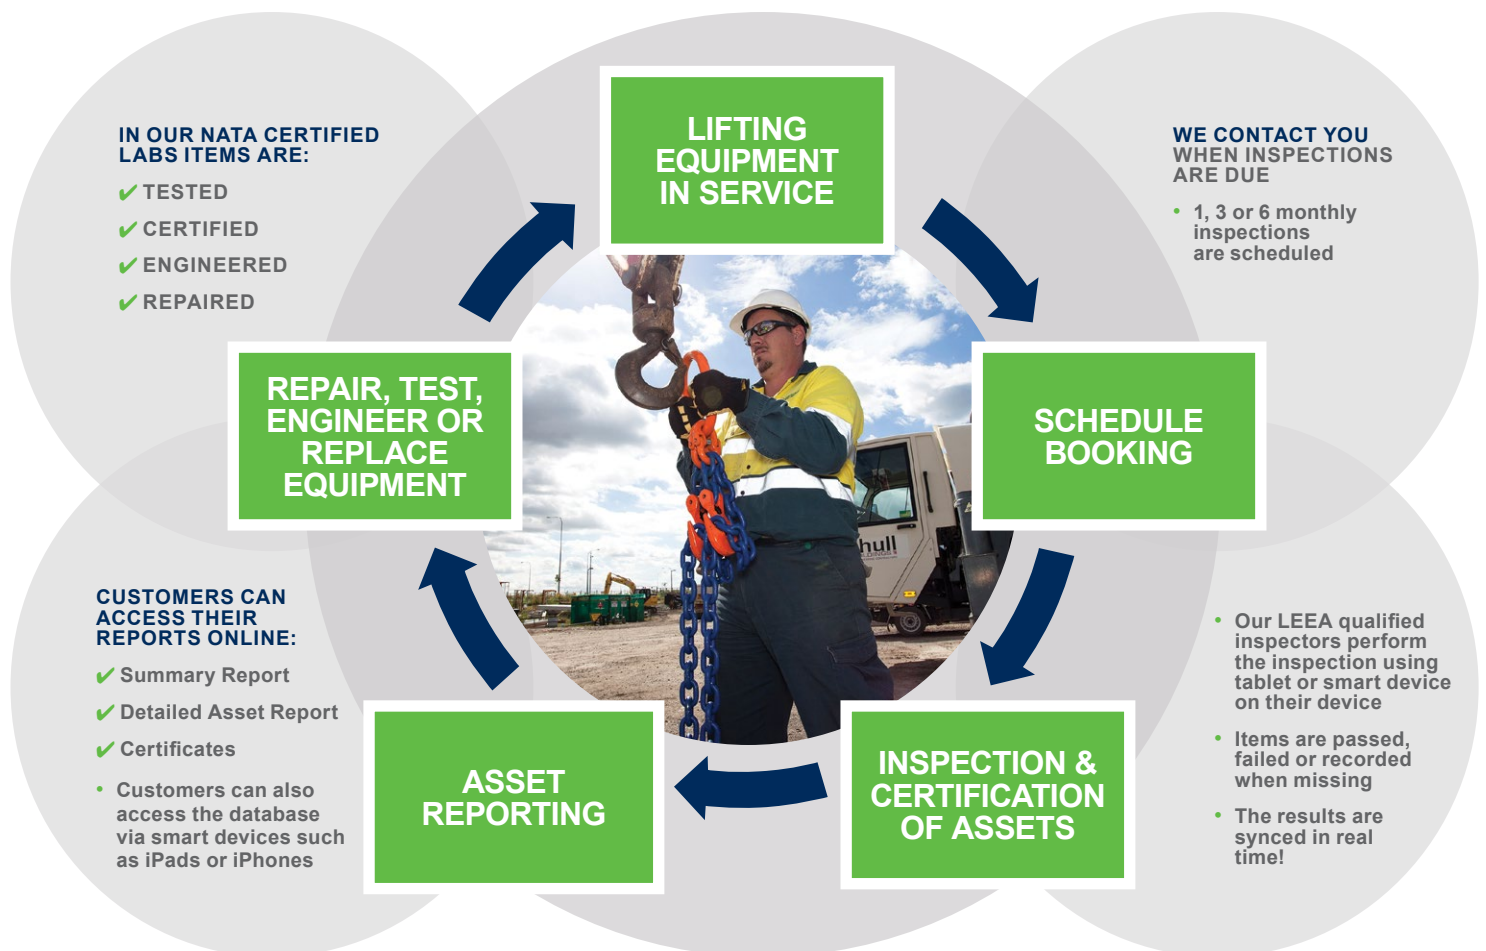 LIFTING
EQUIPMENT
IN SERVICE
IN OUR NATA CERTIFIED
LABS ITEMS ARE:
✔ TESTED
✔ CERTIFIED
✔ ENGINEERED
✔ REPAIRED
WE CONTACT YOU
WHEN INSPECTIONS
ARE DUE
• 1, 3 or 6 monthly
inspections
are scheduled
REPAIR, TEST,
ENGINEER OR
REPLACE
EQUIPMENT
SCHEDULE
BOOKING
hull
CUSTOMERS CAN
ACCESS THEIR
REPORTS ONLINE:
✔ Summary Report
✔ Detailed Asset Report
✔ Certificates
• Customers can also
access the database
via smart devices such
as iPads or iPhones
ASSET
REPORTING
INSPECTION &
CERTIFICATION
OF ASSETS
• Our LEEA qualified
inspectors perform
the inspection using
tablet or smart device
on their device
• Items are passed,
failed or recorded
when missing
• The results are
synced in real
time!